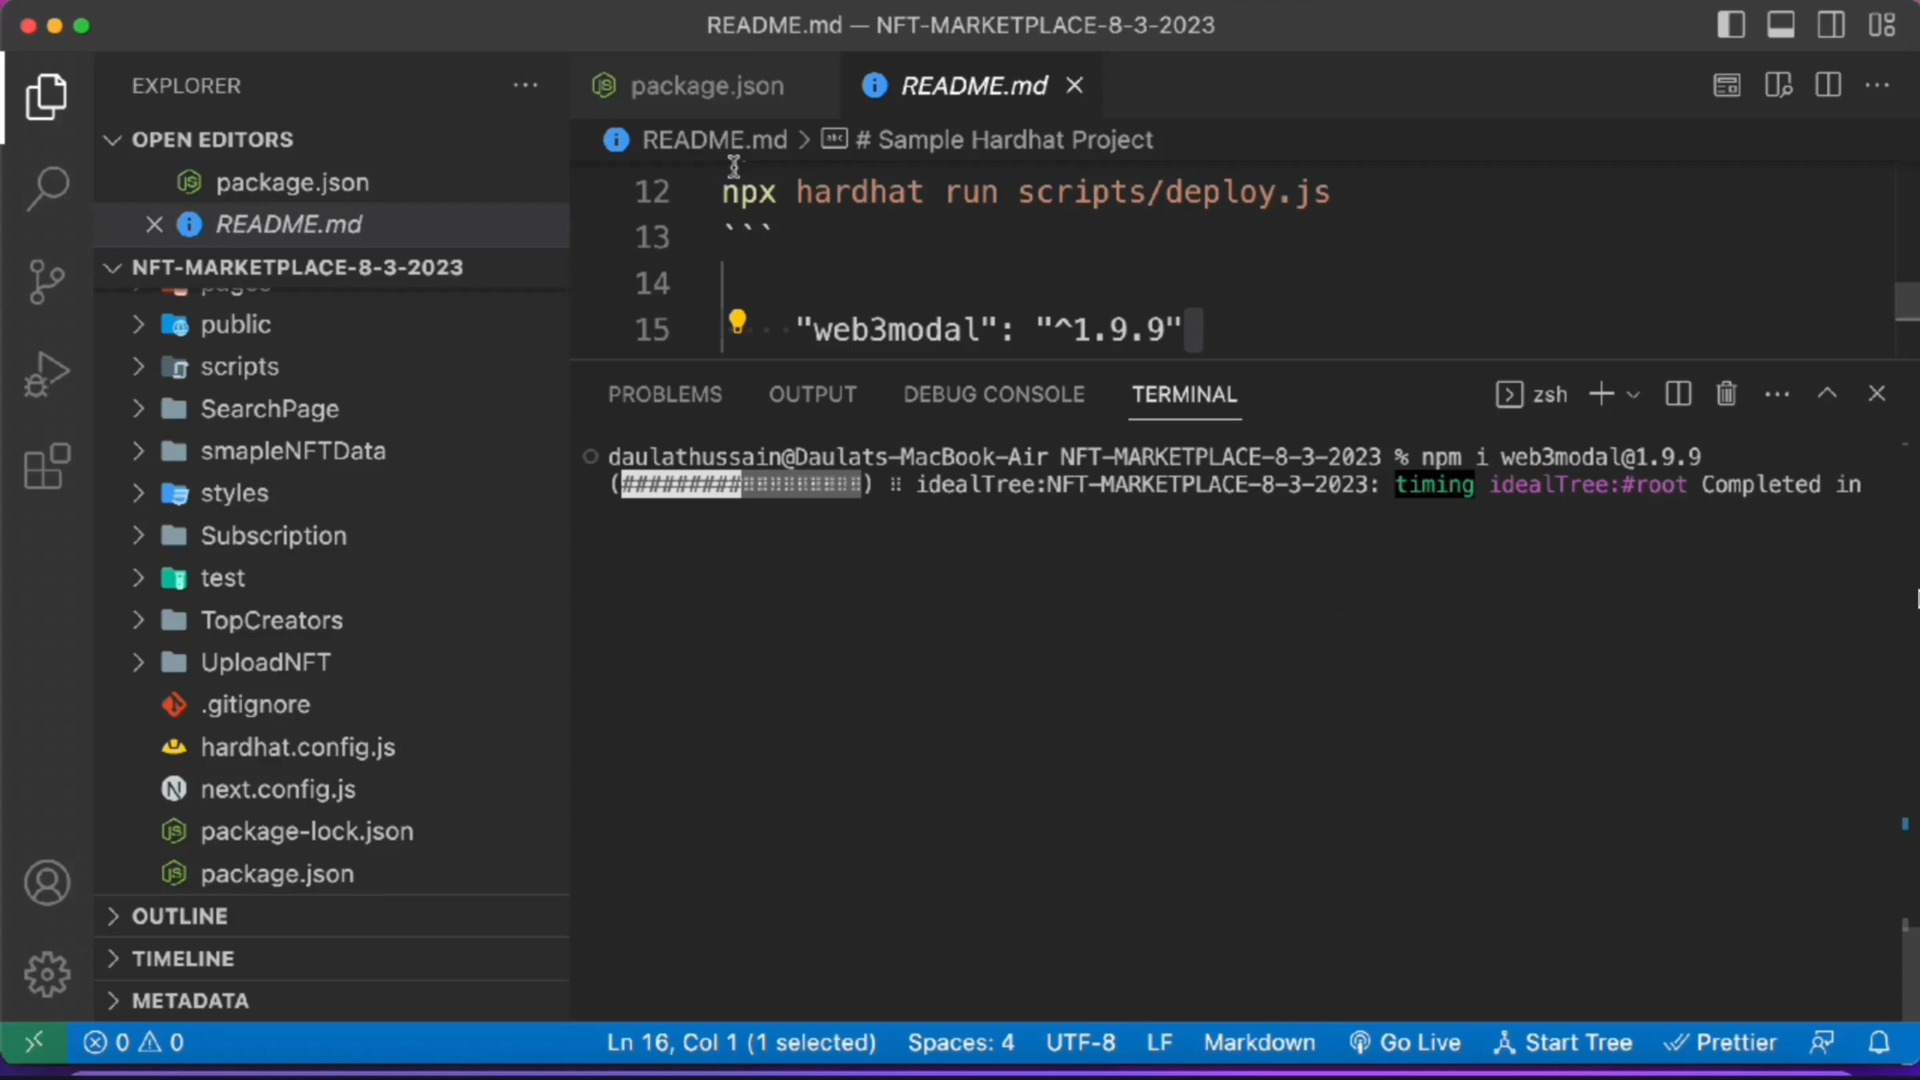 README.md — NFT-MARKETPLACE-8-3-2023
EXPLORER
OPEN EDITORS
package.json
README.md
NFT-MARKETPLACE-8-3-2023
pages
public
scripts
SearchPage
smapleNFTData
styles
Subscription
test
TopCreators
UploadNFT
.gitignore
hardhat.config.js
next.config.js
package-lock.json
package.json
OUTLINE
TIMELINE
METADATA
package.json
README.md
README.md > # Sample Hardhat Project
12 npx hardhat run scripts/deploy.js
13 ```
14
15 "web3modal": "^1.9.9"
PROBLEMS OUTPUT DEBUG CONSOLE TERMINAL
zsh
daulathussain@Daulats-MacBook-Air NFT-MARKETPLACE-8-3-2023 % npm i web3modal@1.9.9
(#########⠂⠂⠂⠂⠂⠂⠂⠂⠂) ⠿ idealTree:NFT-MARKETPLACE-8-3-2023: timing idealTree:#root Completed in
0 0
Ln 16, Col 1 (1 selected) Spaces: 4 UTF-8 LF Markdown Go Live Start Tree Prettier